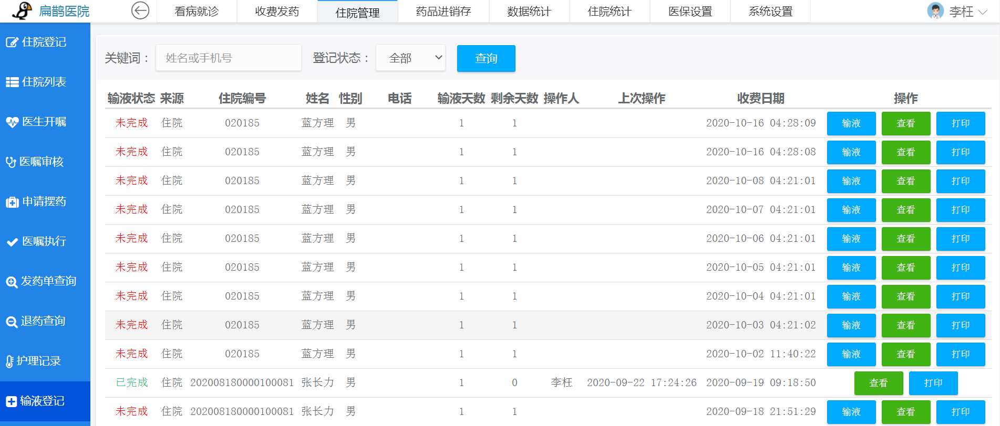 扁鹊医院 看病就诊 收费发药 住院管理 药品进销存 数据统计 住院统计 医保设置 系统设置 李枉
住院登记
住院列表
医生开嘱
医嘱审核
申请摆药
医嘱执行
发药单查询
退药查询
护理记录
输液登记
关键词： 姓名或手机号 登记状态： 全部 查询
输液状态 来源 住院编号 姓名 性别 电话 输液天数 剩余天数 操作人 上次操作 收费日期 操作
未完成 住院 020185 蓝方理 男 1 1 2020-10-16 04:28:09 输液 查看 打印
未完成 住院 020185 蓝方理 男 1 1 2020-10-16 04:28:08 输液 查看 打印
未完成 住院 020185 蓝方理 男 1 1 2020-10-08 04:21:01 输液 查看 打印
未完成 住院 020185 蓝方理 男 1 1 2020-10-07 04:21:01 输液 查看 打印
未完成 住院 020185 蓝方理 男 1 1 2020-10-06 04:21:01 输液 查看 打印
未完成 住院 020185 蓝方理 男 1 1 2020-10-05 04:21:01 输液 查看 打印
未完成 住院 020185 蓝方理 男 1 1 2020-10-04 04:21:01 输液 查看 打印
未完成 住院 020185 蓝方理 男 1 1 2020-10-03 04:21:02 输液 查看 打印
未完成 住院 020185 蓝方理 男 1 1 2020-10-02 11:40:22 输液 查看 打印
已完成 住院 202008180000100081 张长力 男 1 0 李枉 2020-09-22 17:24:26 2020-09-19 09:18:50 查看 打印
未完成 住院 202008180000100081 张长力 男 1 1 2020-09-18 21:51:29 输液 查看 打印